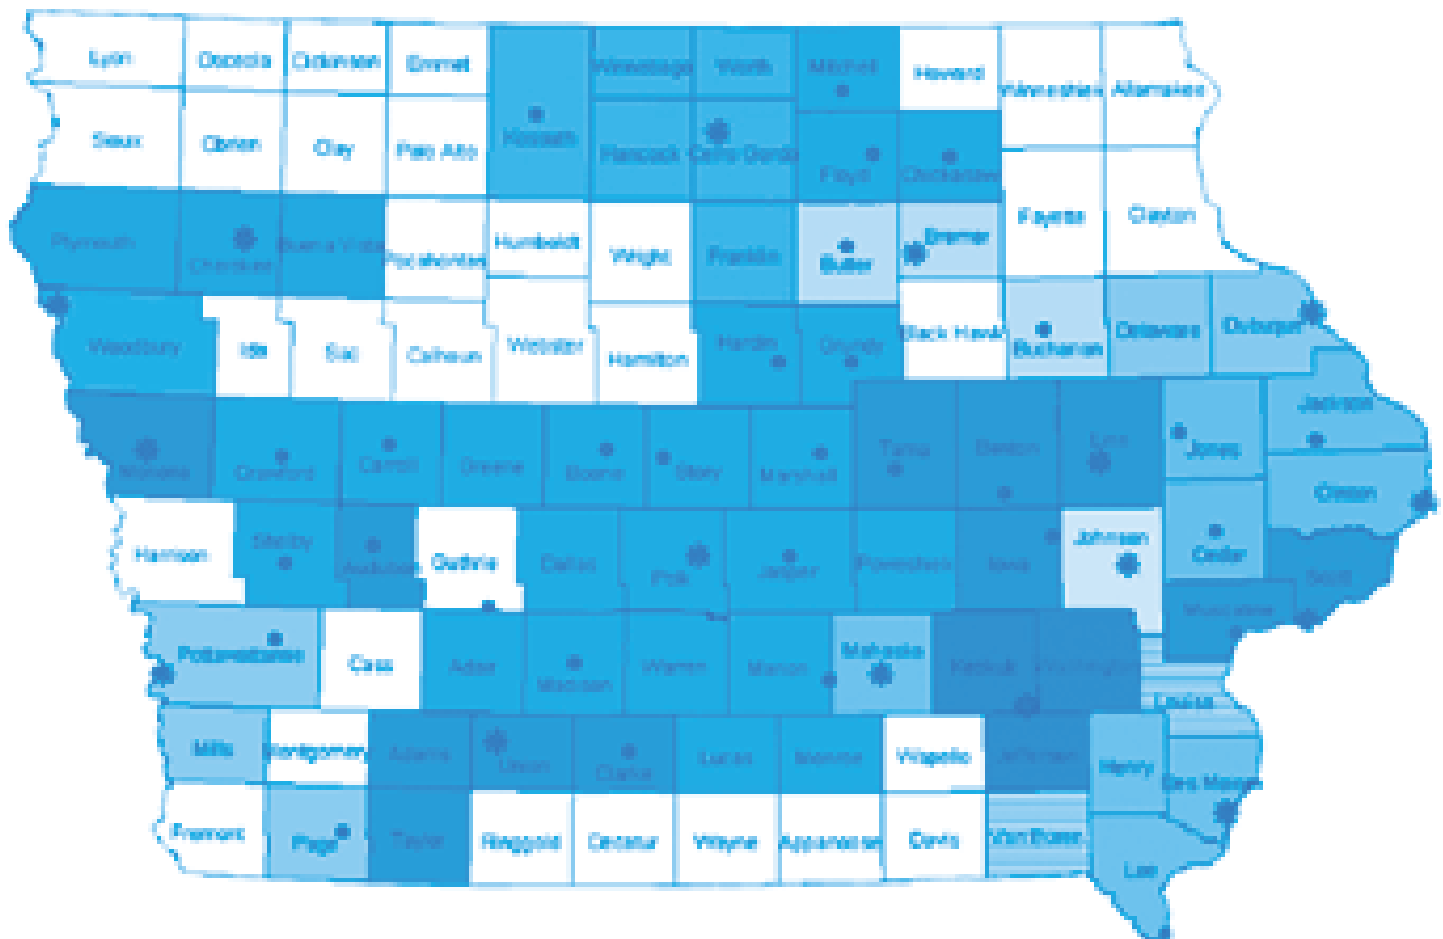 Lyon
Osceola
Dickinson
Emmet
Kossuth
Winnebago
Worth
Mitchell
Howard
Winneshiek
Allamakee
Sioux
Obrien
Clay
Palo Alto
Hancock
Cerro Gordo
Floyd
Chickasaw
Plymouth
Cherokee
Buena Vista
Pocahontas
Humboldt
Wright
Franklin
Butler
Bremer
Fayette
Clayton
Woodbury
Ida
Sac
Calhoun
Webster
Hamilton
Hardin
Grundy
Black Hawk
Buchanan
Delaware
Dubuque
Monona
Crawford
Carroll
Greene
Boone
Story
Marshall
Tama
Benton
Linn
Jones
Jackson
Clinton
Harrison
Shelby
Audubon
Guthrie
Dallas
Polk
Jasper
Poweshiek
Iowa
Johnson
Cedar
Scott
Muscatine
Pottawattamie
Cass
Adair
Madison
Warren
Marion
Mahaska
Keokuk
Washington
Louisa
Mills
Montgomery
Adams
Union
Clarke
Lucas
Monroe
Wapello
Jefferson
Henry
Des Moines
Fremont
Page
Taylor
Ringgold
Decatur
Wayne
Appanoose
Davis
Van Buren
Lee